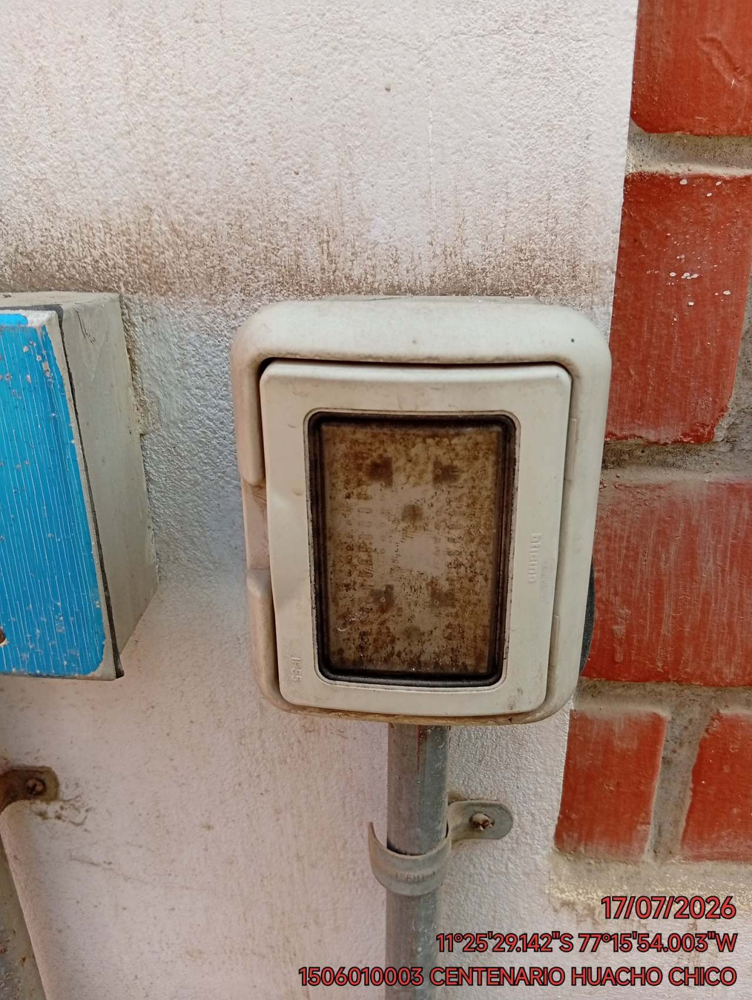 bticino
IP55
17/07/2026
11°25'29.142"S 77°15'54.003"W
1506010003 CENTENARIO HUACHO CHICO